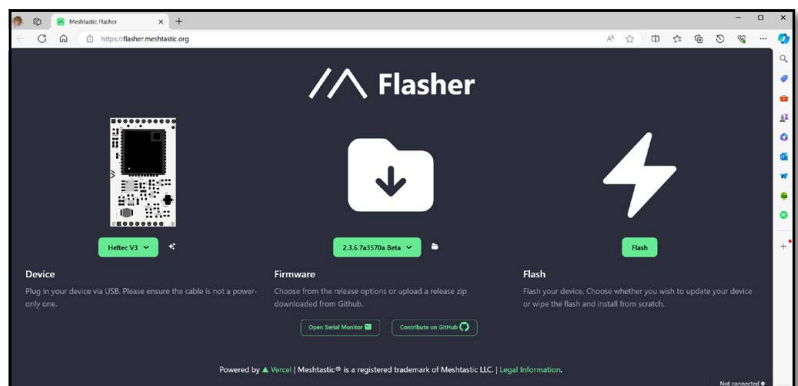 Meshtastic Flasher
https://flasher.meshtastic.org
Flasher
Heltec V3
2.3.6.7a3570a Beta
Flash
Device
Plug in your device via USB. Please ensure the cable is not a power-
only one.
Firmware
Choose from the release options or upload a release zip
downloaded from Github.
Open Serial Monitor
Contribute on GitHub
Flash
Flash your device. Choose whether you wish to update your device
or wipe the flash and install from scratch.
Powered by ▲ Vercel | Meshtastic® is a registered trademark of Meshtastic LLC. | Legal Information.
Not connected